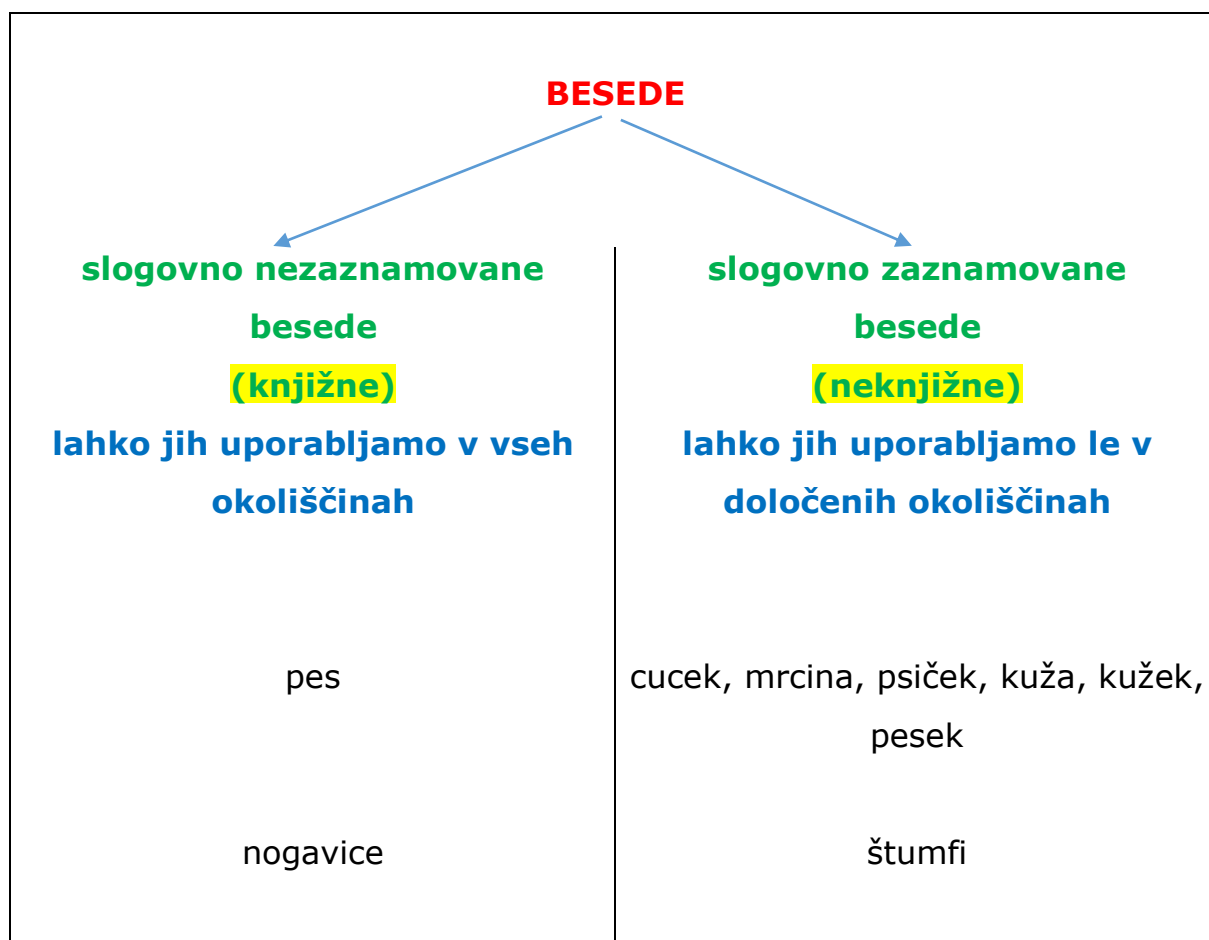 BESEDE
slogovno nezaznamovane
besede
(knjižne)
lahko jih uporabljamo v vseh
okoliščinah
pes
nogavice
slogovno zaznamovane
besede
(neknjižne)
lahko jih uporabljamo le v
določenih okoliščinah
cucek, mrcina, psiček, kuža, kužek,
pesek
štumfi